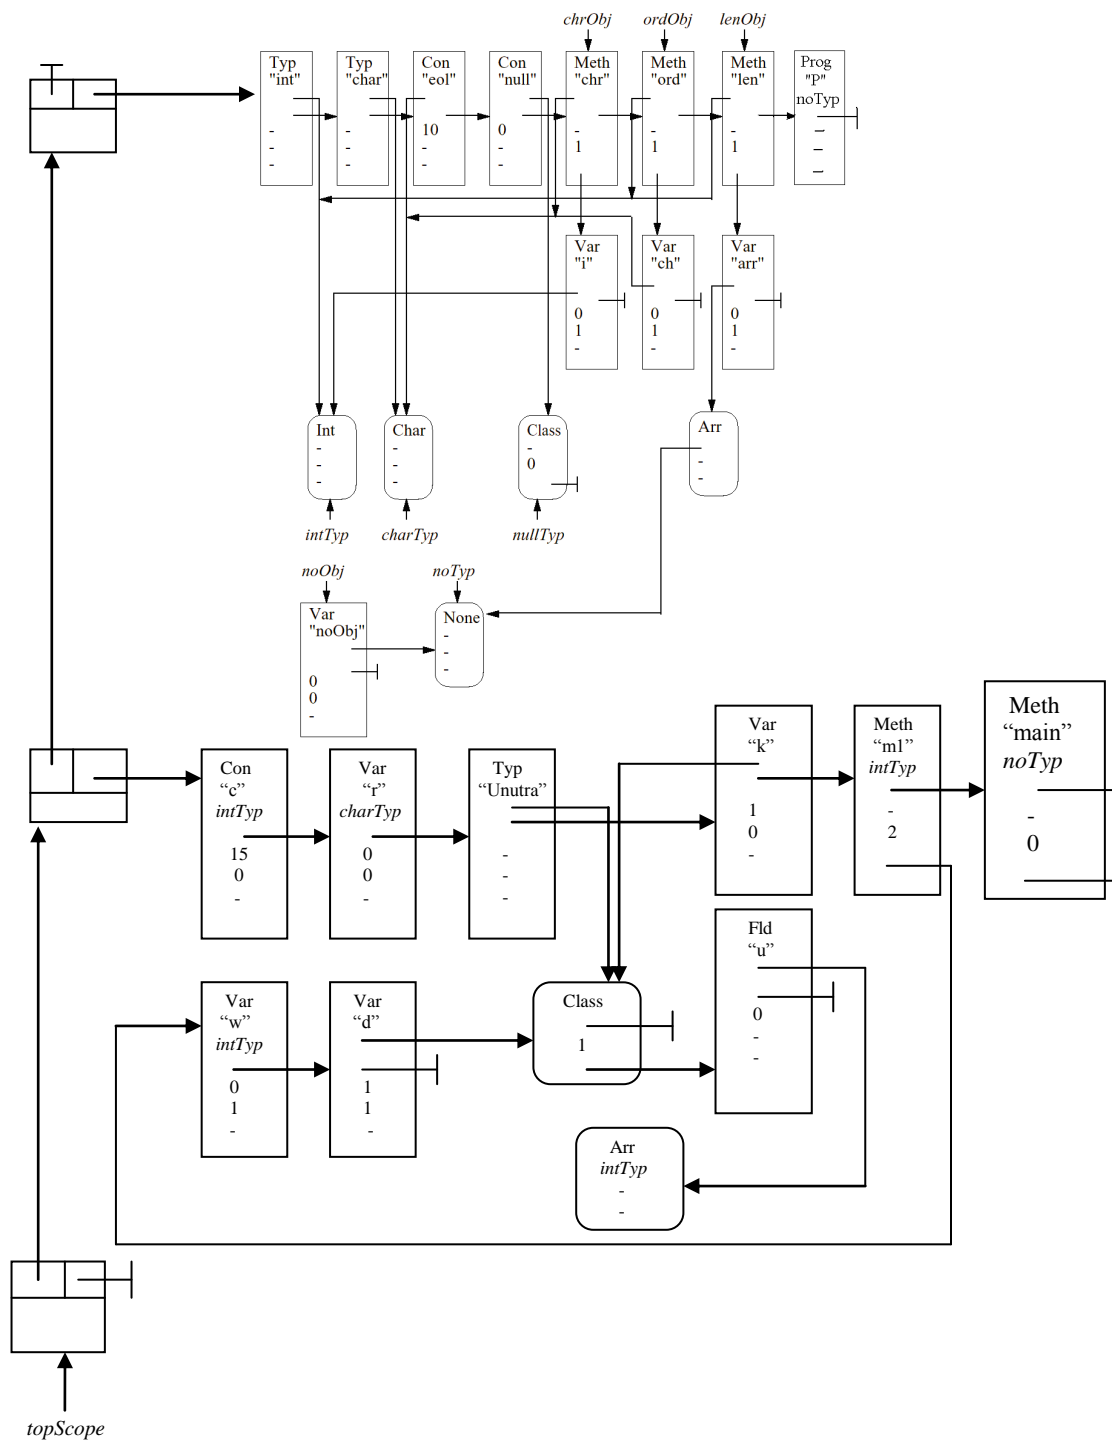 chrObj
ordObj
lenObj
Typ
"int"
-
-
-
Typ
"char"
-
-
-
Con
"eol"
10
-
-
Con
"null"
0
-
-
Meth
"chr"
-
1
Meth
"ord"
-
1
Meth
"len"
-
1
Prog
"P"
noTyp
-
-
-
Var
"i"
0
1
-
Var
"ch"
0
1
-
Var
"arr"
0
1
-
Int
-
-
-
Char
-
-
-
Class
-
0
Arr
-
-
intTyp
charTyp
nullTyp
noObj
noTyp
Var
"noObj"
0
0
-
None
-
-
-
Con
“c”
intTyp
15
0
-
Var
“r”
charTyp
0
0
-
Typ
“Unutra”
-
-
-
Var
“k”
1
0
-
Meth
“m1”
intTyp
-
2
Meth
“main”
noTyp
-
0
Var
“w”
intTyp
0
1
-
Var
“d”
1
1
-
Class
1
Fld
“u”
0
-
-
Arr
intTyp
-
-
topScope